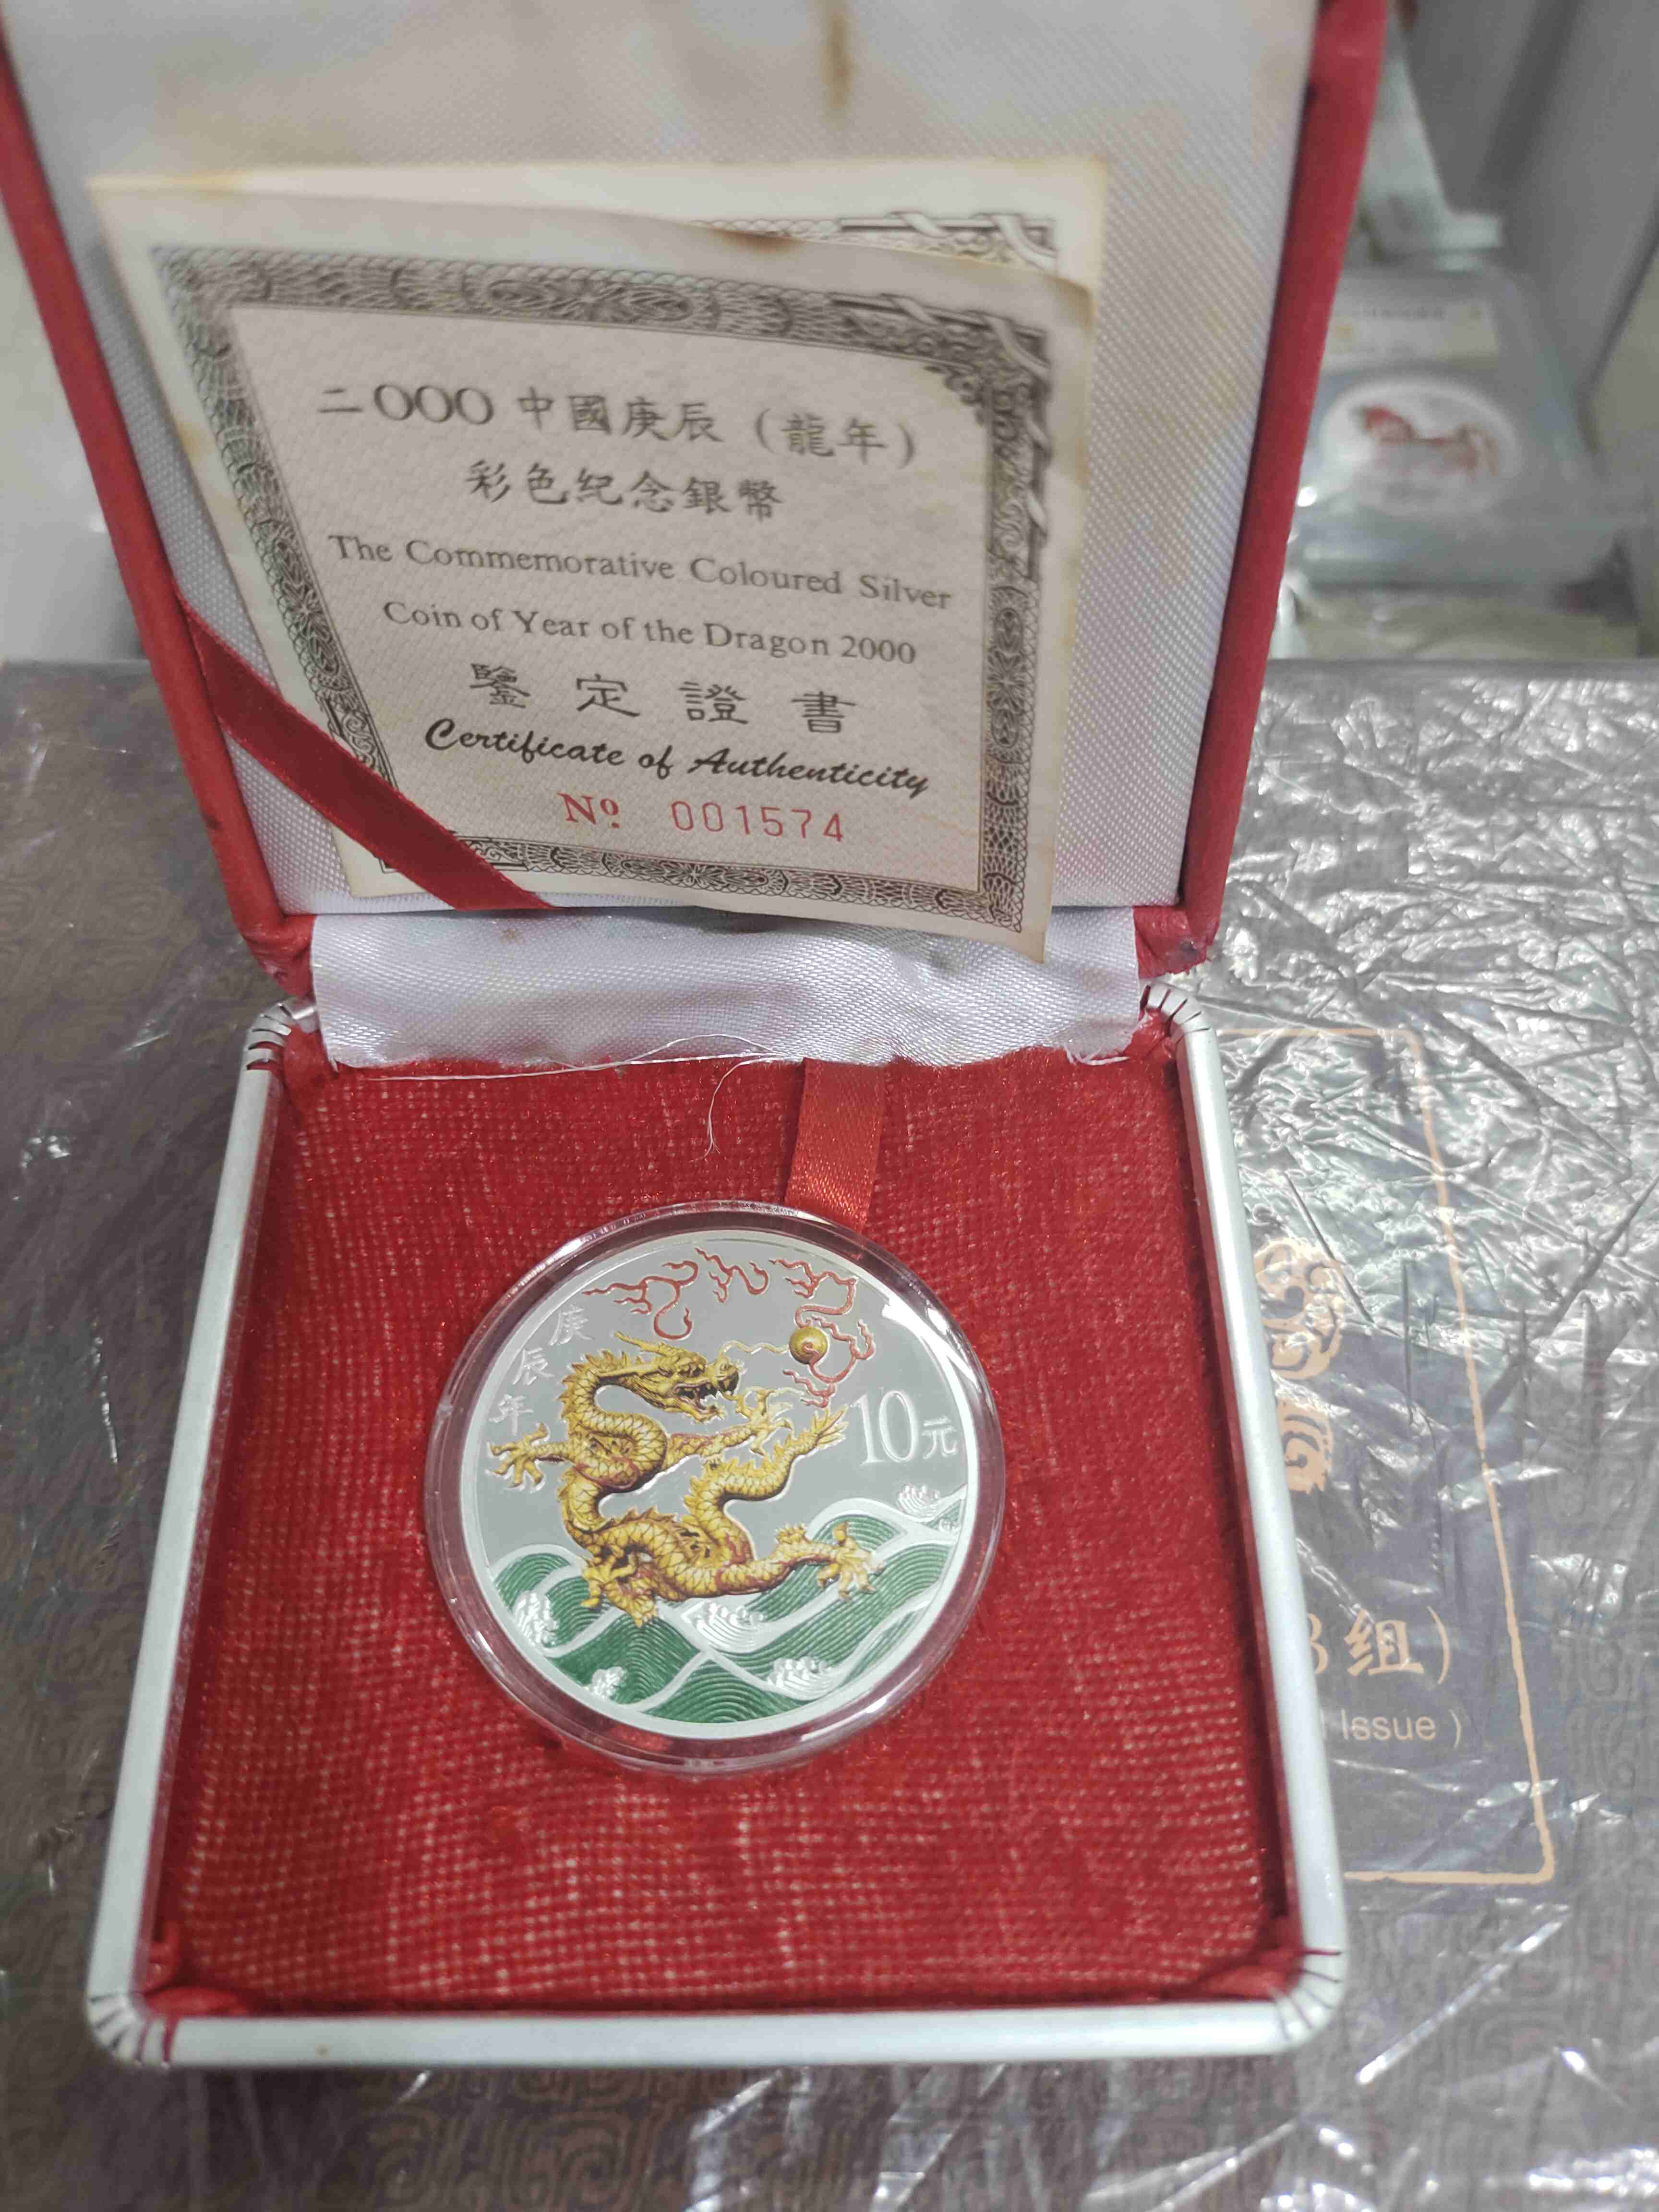 二OOO 中國庚辰（龍年）
彩色纪念銀幣
The Commemorative Coloured Silver
Coin of Year of the Dragon 2000
鑒定證書
Certificate of Authenticity
Nº 001574
庚辰年
10元
组）
Issue )